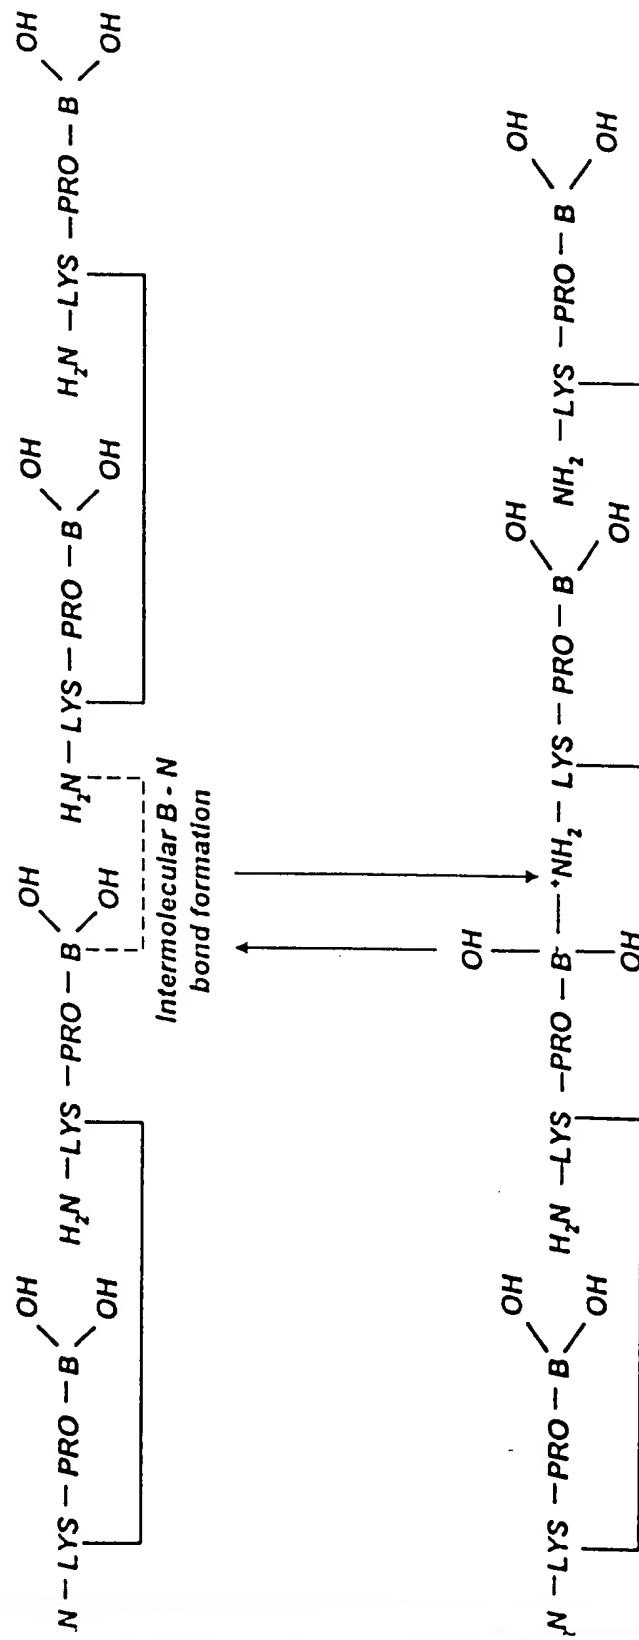 OH OH OH OH
N — LYS — PRO — B H₂N — LYS — PRO — B H₂N — LYS — PRO — B H₂N — LYS — PRO — B
OH OH OH OH
Intermolecular B - N
bond formation
OH
OH OH OH
N — LYS — PRO — B H₂N — LYS — PRO — B⁻ — ⁺NH₂ — LYS — PRO — B NH₂ — LYS — PRO — B
OH OH OH OH